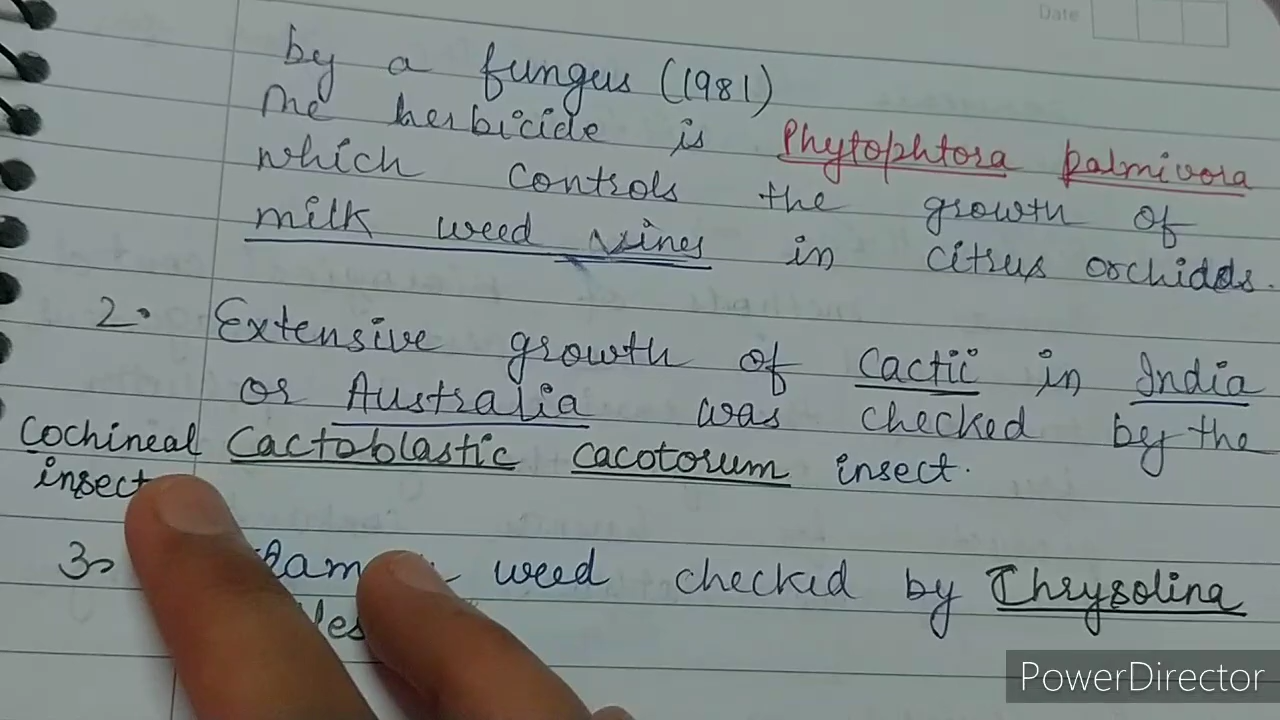 Date
by a fungus (1981)
The herbicide is Phytophtora palmivora
which controls the growth of
milk weed vines in citrus orchids.
2. Extensive growth of Cactii in India
or Australia was checked by the
Cochineal Cactoblastic cacotorum insect.
insect
3. weed checked by Chrysolina
PowerDirector